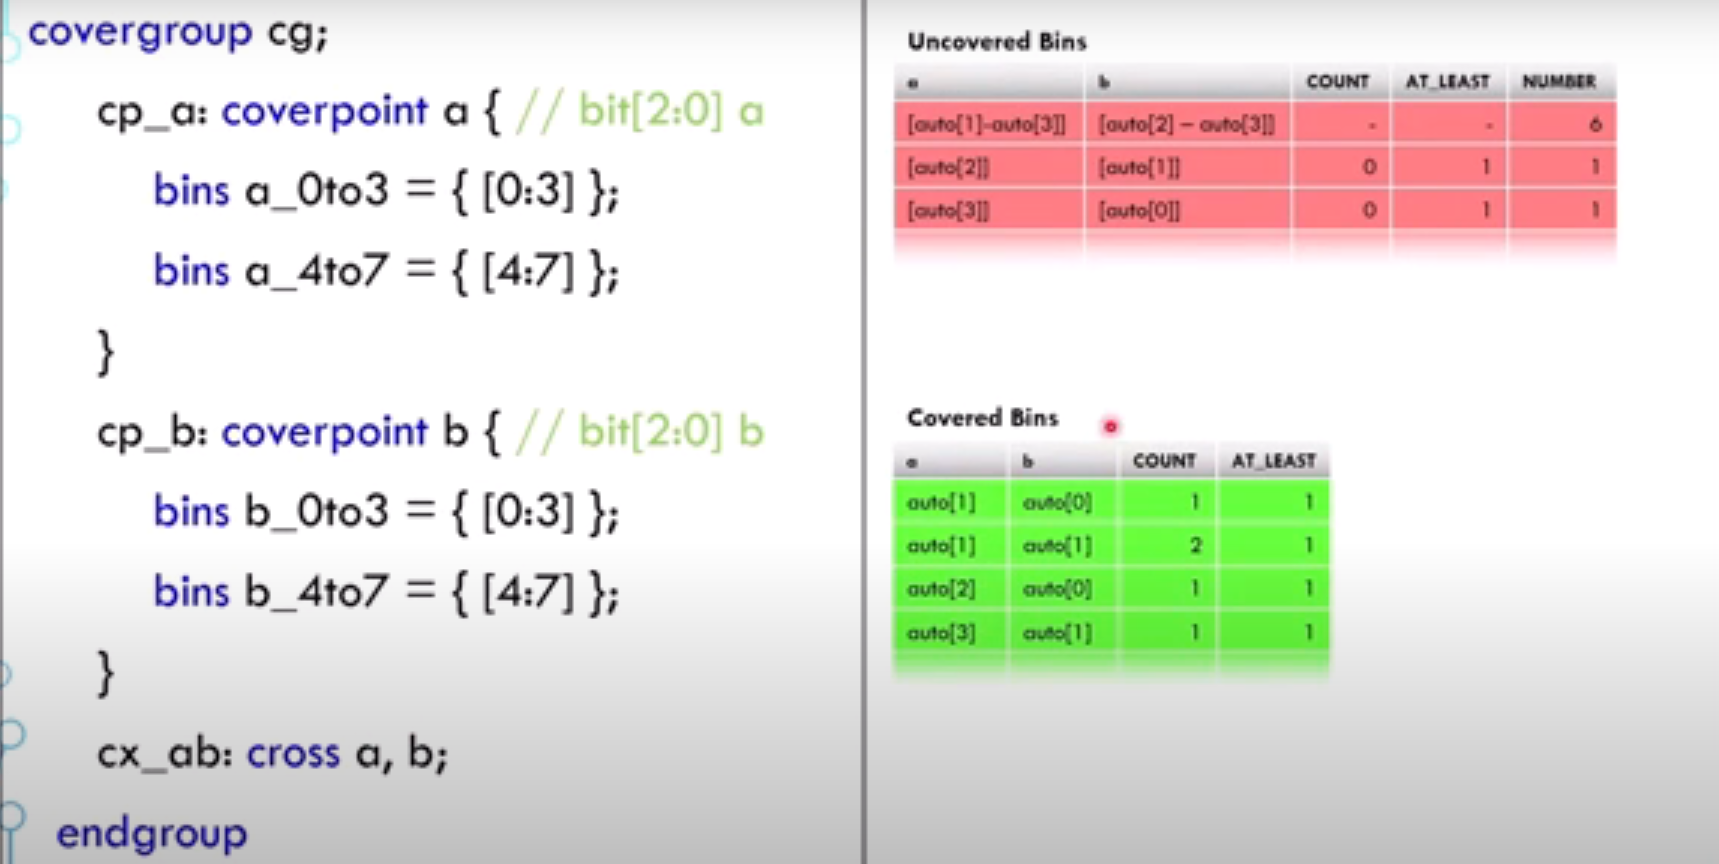 covergroup cg;
cp_a: coverpoint a { // bit[2:0] a
bins a_0to3 = { [0:3] };
bins a_4to7 = { [4:7] };
}
cp_b: coverpoint b { // bit[2:0] b
bins b_0to3 = { [0:3] };
bins b_4to7 = { [4:7] };
}
cx_ab: cross a, b;
endgroup
Uncovered Bins
a b COUNT AT_LEAST NUMBER
[auto[1]-auto[3]] [auto[2] – auto[3]] - - 6
[auto[2]] [auto[1]] 0 1 1
[auto[3]] [auto[0]] 0 1 1
Covered Bins
a b COUNT AT_LEAST
auto[1] auto[0] 1 1
auto[1] auto[1] 2 1
auto[2] auto[0] 1 1
auto[3] auto[1] 1 1